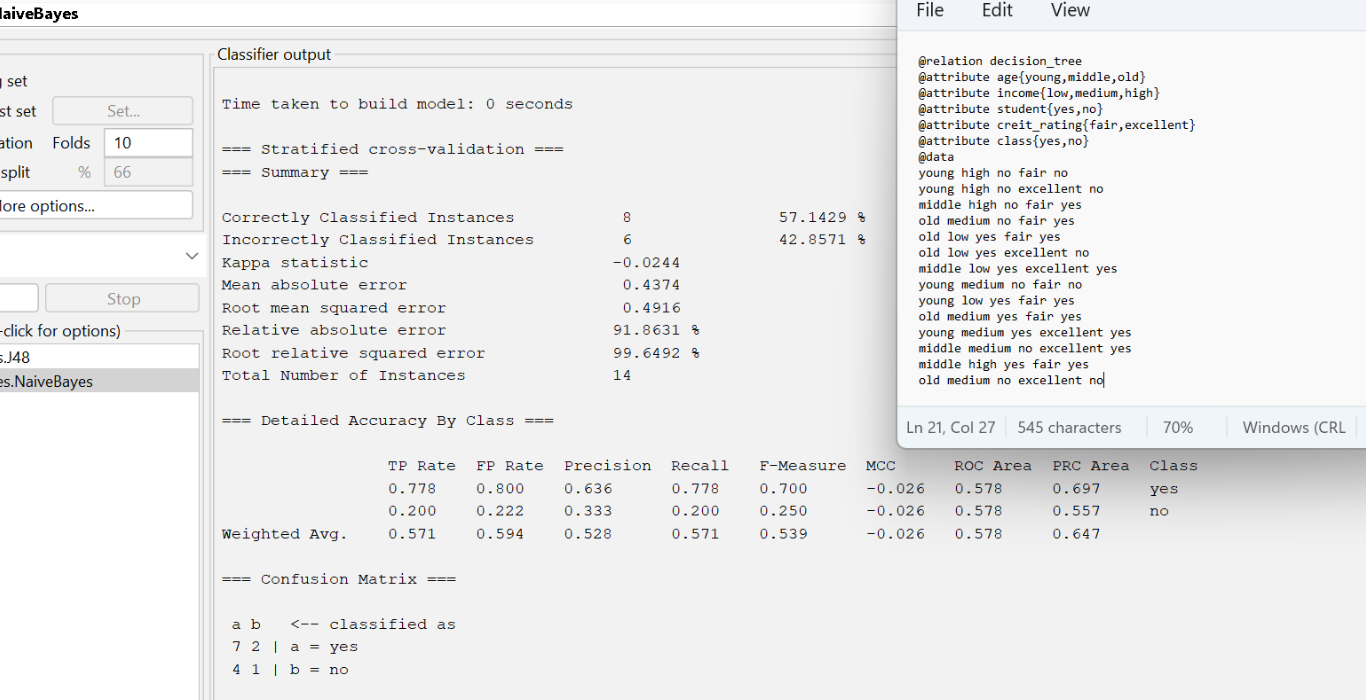 NaiveBayes
g set
st set Set...
ation Folds 10
split % 66
More options...
Stop
-click for options)
s.J48
es.NaiveBayes
Classifier output
Time taken to build model: 0 seconds
=== Stratified cross-validation ===
=== Summary ===
Correctly Classified Instances 8 57.1429 %
Incorrectly Classified Instances 6 42.8571 %
Kappa statistic -0.0244
Mean absolute error 0.4374
Root mean squared error 0.4916
Relative absolute error 91.8631 %
Root relative squared error 99.6492 %
Total Number of Instances 14
=== Detailed Accuracy By Class ===
TP Rate FP Rate Precision Recall F-Measure MCC ROC Area PRC Area Class
0.778 0.800 0.636 0.778 0.700 -0.026 0.578 0.697 yes
0.200 0.222 0.333 0.200 0.250 -0.026 0.578 0.557 no
Weighted Avg. 0.571 0.594 0.528 0.571 0.539 -0.026 0.578 0.647
=== Confusion Matrix ===
a b <-- classified as
7 2 | a = yes
4 1 | b = no
File Edit View
@relation decision_tree
@attribute age{young,middle,old}
@attribute income{low,medium,high}
@attribute student{yes,no}
@attribute creit_rating{fair,excellent}
@attribute class{yes,no}
@data
young high no fair no
young high no excellent no
middle high no fair yes
old medium no fair yes
old low yes fair yes
old low yes excellent no
middle low yes excellent yes
young medium no fair no
young low yes fair yes
old medium yes fair yes
young medium yes excellent yes
middle medium no excellent yes
middle high yes fair yes
old medium no excellent no
Ln 21, Col 27 545 characters 70% Windows (CRL